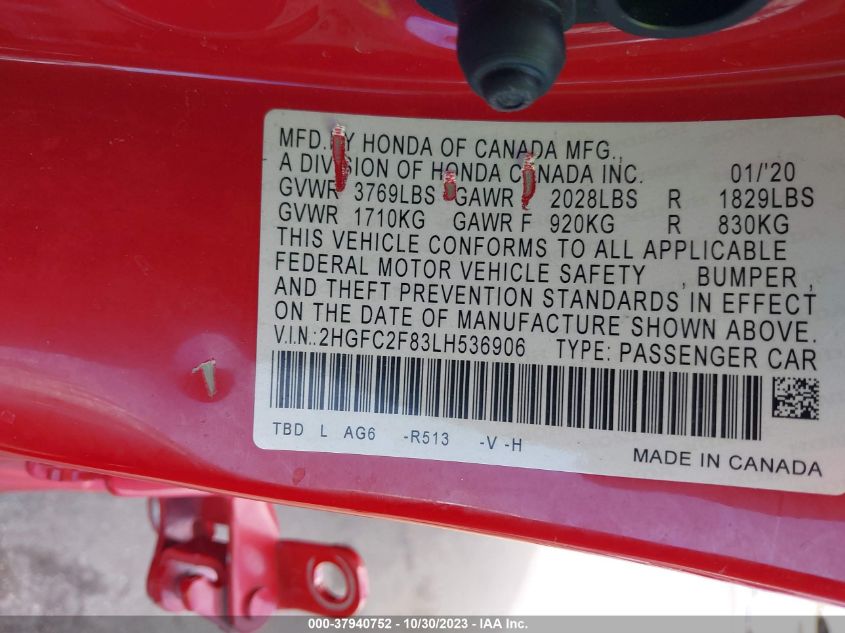 MFD. BY HONDA OF CANADA MFG.,
A DIVISION OF HONDA CANADA INC. 01/'20
GVWR 3769LBS GAWR F 2028LBS R 1829LBS
GVWR 1710KG GAWR F 920KG R 830KG
THIS VEHICLE CONFORMS TO ALL APPLICABLE
FEDERAL MOTOR VEHICLE SAFETY , BUMPER ,
AND THEFT PREVENTION STANDARDS IN EFFECT
ON THE DATE OF MANUFACTURE SHOWN ABOVE.
V.I.N.: 2HGFC2F83LH536906 TYPE: PASSENGER CAR
TBD L AG6 -R513 -V -H
MADE IN CANADA
000-37940752 / 10/30/2023 - IAA Inc.